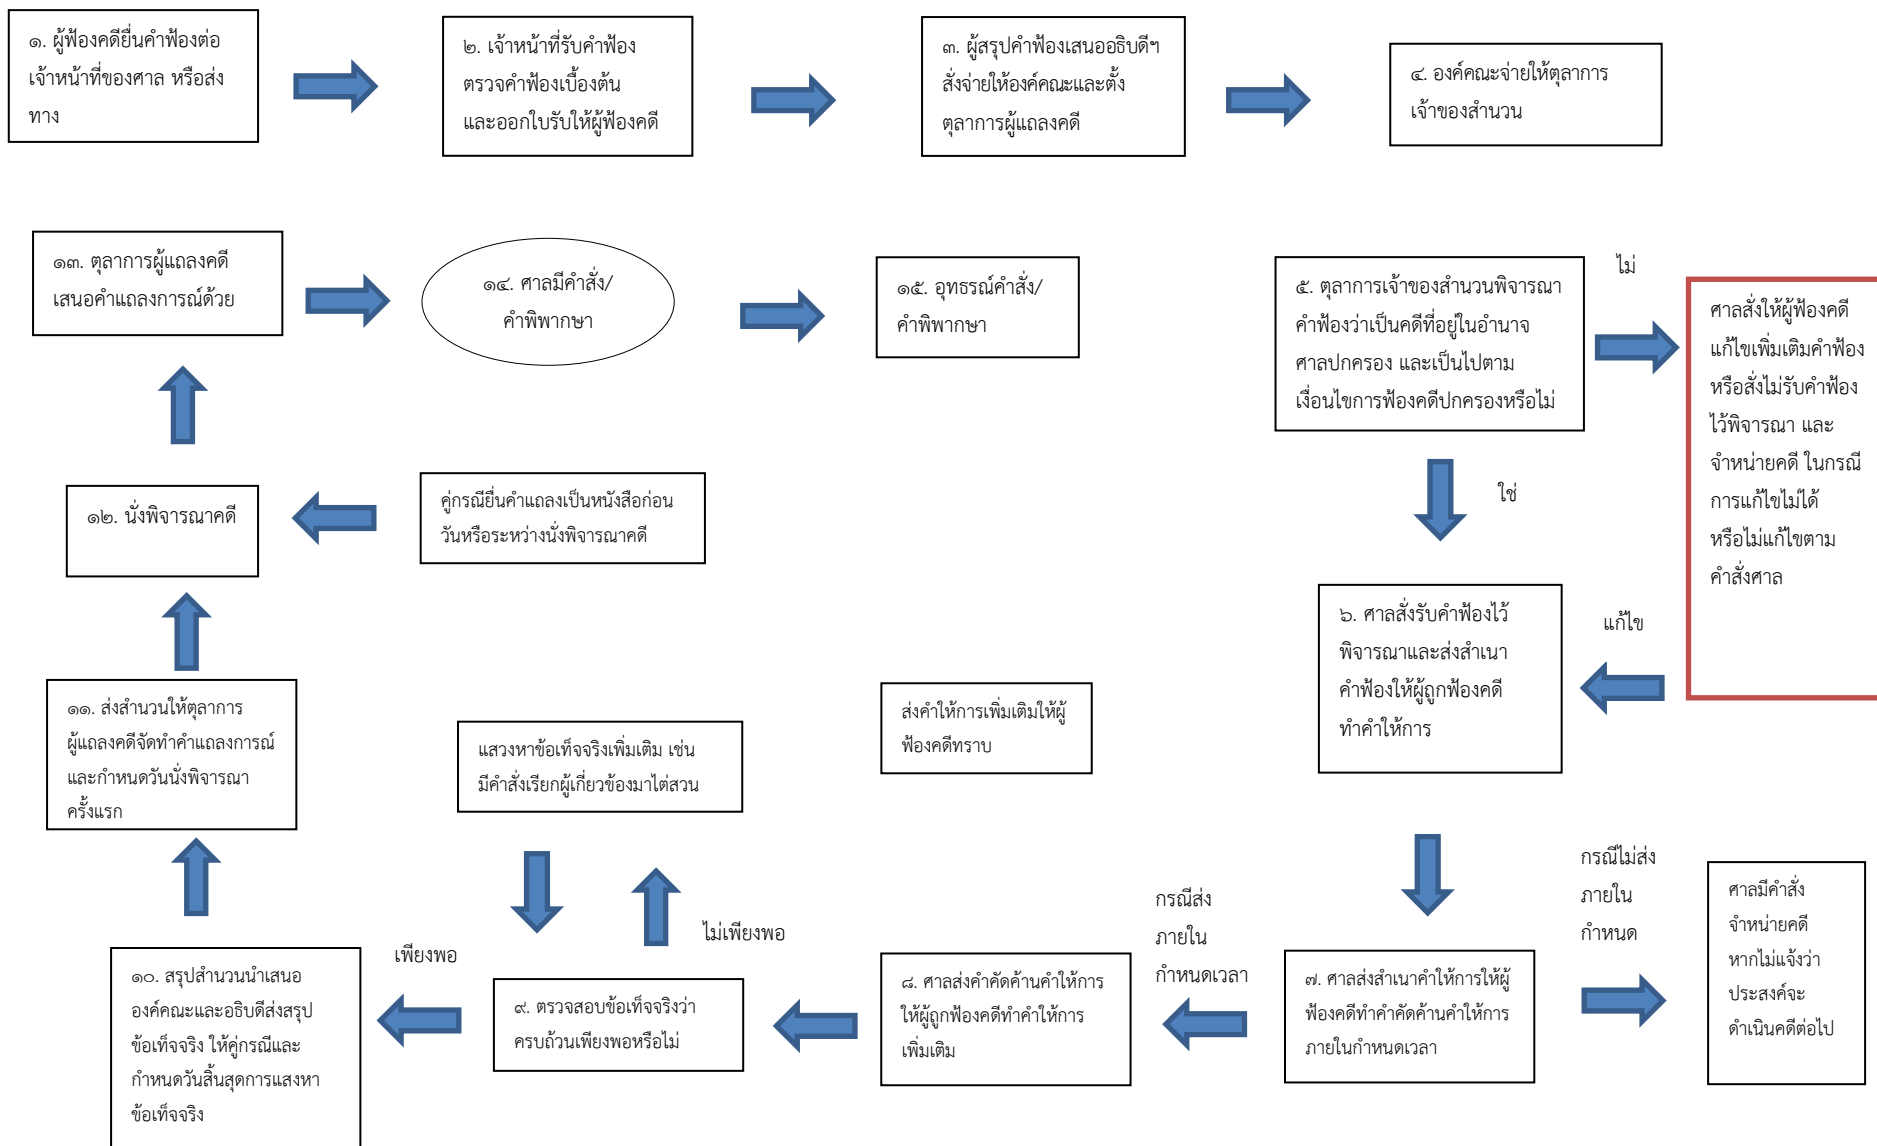 ๑. ผู้ฟ้องคดียื่นคำฟ้องต่อ
เจ้าหน้าที่ของศาล หรือส่ง
ทาง
๒. เจ้าหน้าที่รับคำฟ้อง
ตรวจคำฟ้องเบื้องต้น
และออกใบรับให้ผู้ฟ้องคดี
๓. ผู้สรุปคำฟ้องเสนออธิบดีฯ
สั่งจ่ายให้องค์คณะและตั้ง
ตุลาการผู้แถลงคดี
๔. องค์คณะจ่ายให้ตุลาการ
เจ้าของสำนวน
๑๓. ตุลาการผู้แถลงคดี
เสนอคำแถลงการณ์ด้วย
๑๔. ศาลมีคำสั่ง/
คำพิพากษา
๑๕. อุทธรณ์คำสั่ง/
คำพิพากษา
๕. ตุลาการเจ้าของสำนวนพิจารณา
คำฟ้องว่าเป็นคดีที่อยู่ในอำนาจ
ศาลปกครอง และเป็นไปตาม
เงื่อนไขการฟ้องคดีปกครองหรือไม่
ไม่
ศาลสั่งให้ผู้ฟ้องคดี
แก้ไขเพิ่มเติมคำฟ้อง
หรือสั่งไม่รับคำฟ้อง
ไว้พิจารณา และ
จำหน่ายคดี ในกรณี
การแก้ไขไม่ได้
หรือไม่แก้ไขตาม
คำสั่งศาล
ใช่
๑๒. นั่งพิจารณาคดี
คู่กรณียื่นคำแถลงเป็นหนังสือก่อน
วันหรือระหว่างนั่งพิจารณาคดี
๖. ศาลสั่งรับคำฟ้องไว้
พิจารณาและส่งสำเนา
คำฟ้องให้ผู้ถูกฟ้องคดี
ทำคำให้การ
แก้ไข
๑๑. ส่งสำนวนให้ตุลาการ
ผู้แถลงคดีจัดทำคำแถลงการณ์
และกำหนดวันนั่งพิจารณา
ครั้งแรก
แสวงหาข้อเท็จจริงเพิ่มเติม เช่น
มีคำสั่งเรียกผู้เกี่ยวข้องมาไต่สวน
ส่งคำให้การเพิ่มเติมให้ผู้
ฟ้องคดีทราบ
๑๐. สรุปสำนวนนำเสนอ
องค์คณะและอธิบดีส่งสรุป
ข้อเท็จจริง ให้คู่กรณีและ
กำหนดวันสิ้นสุดการแสงหา
ข้อเท็จจริง
เพียงพอ
ไม่เพียงพอ
๙. ตรวจสอบข้อเท็จจริงว่า
ครบถ้วนเพียงพอหรือไม่
๘. ศาลส่งคำคัดค้านคำให้การ
ให้ผู้ถูกฟ้องคดีทำคำให้การ
เพิ่มเติม
กรณีส่ง
ภายใน
กำหนดเวลา
๗. ศาลส่งสำเนาคำให้การให้ผู้
ฟ้องคดีทำคำคัดค้านคำให้การ
ภายในกำหนดเวลา
กรณีไม่ส่ง
ภายใน
กำหนด
ศาลมีคำสั่ง
จำหน่ายคดี
หากไม่แจ้งว่า
ประสงค์จะ
ดำเนินคดีต่อไป